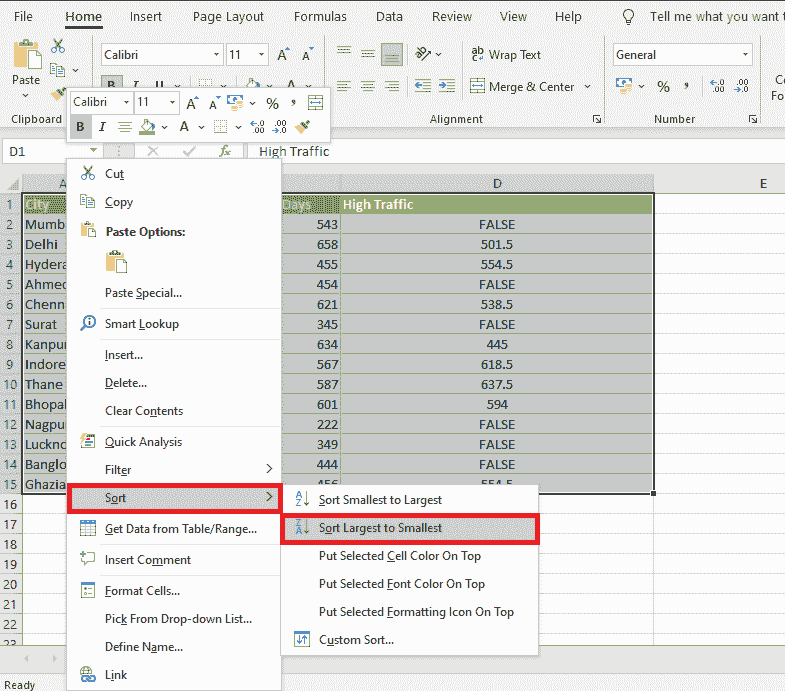 File Home Insert Page Layout Formulas Data Review View Help Tell me what you want
Calibri 11 A A Wrap Text General
Paste
B I U A Merge & Center % , .00
Clipboard Alignment Number
Calibri 11 A A % ,
B I A .00 .00
D1 fx High Traffic
A D E
1 City Days High Traffic
2 Mumb 543 FALSE
3 Delhi 658 501.5
4 Hydera 455 554.5
5 Ahmed 454 FALSE
6 Chenn 621 538.5
7 Surat 345 FALSE
8 Kanpur 634 445
9 Indore 567 618.5
10 Thane 587 637.5
11 Bhopal 601 594
12 Nagpur 222 FALSE
13 Luckno 349 FALSE
14 Banglo 444 FALSE
15 Ghazia 456 554.5
16
17
18
19
20
21
22
23
Cut
Copy
Paste Options:
Paste Special...
Smart Lookup
Insert...
Delete...
Clear Contents
Quick Analysis
Filter
Sort
Get Data from Table/Range...
Insert Comment
Format Cells...
Pick From Drop-down List...
Define Name...
Link
Sort Smallest to Largest
Sort Largest to Smallest
Put Selected Cell Color On Top
Put Selected Font Color On Top
Put Selected Formatting Icon On Top
Custom Sort...
Ready